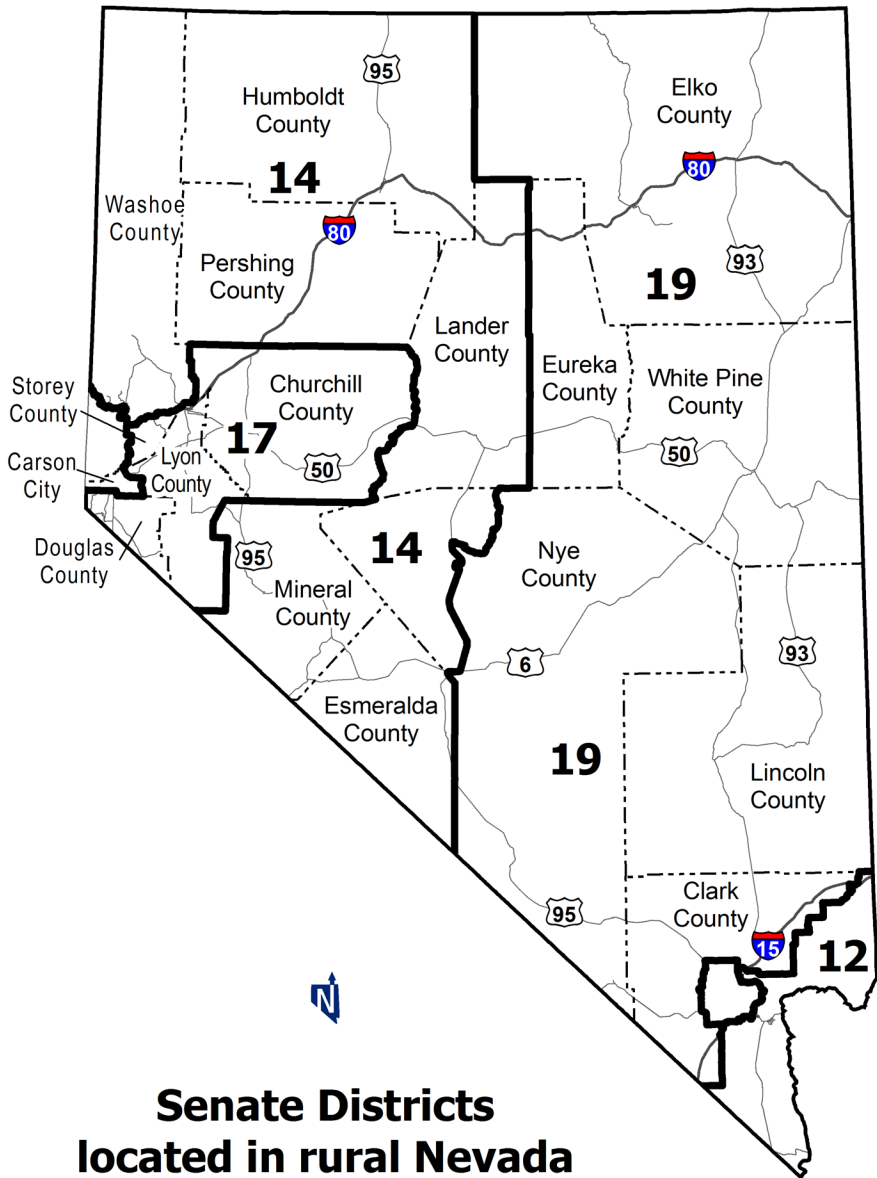 95
Humboldt
County
Elko
County
14
80
80
Washoe
County
Pershing
County
93
19
Lander
County
Eureka
County
White Pine
County
Storey
County
Churchill
County
17
Lyon
County
50
50
Carson
City
Douglas
County
95
14
Nye
County
Mineral
County
6
93
Esmeralda
County
19
Lincoln
County
Clark
County
95
15
12
N
Senate Districts
located in rural Nevada